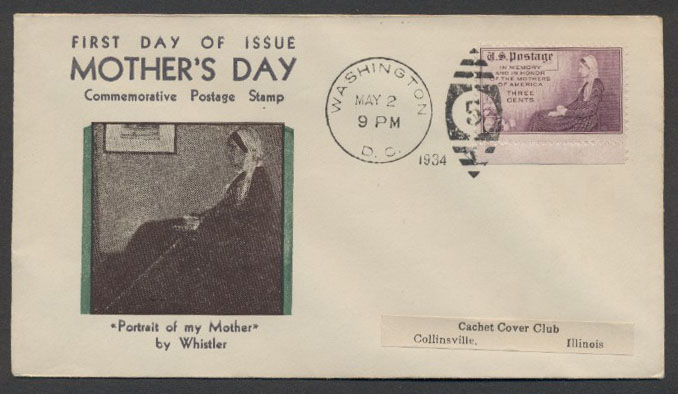 FIRST DAY OF ISSUE
MOTHER'S DAY
Commemorative Postage Stamp
"Portrait of my Mother"
by Whistler
WASHINGTON
MAY 2
9 PM
D. C.
1934
5
U.S. Postage
IN MEMORY
AND IN HONOR
OF THE MOTHERS
OF AMERICA
THREE
CENTS
Cachet Cover Club
Collinsville, Illinois